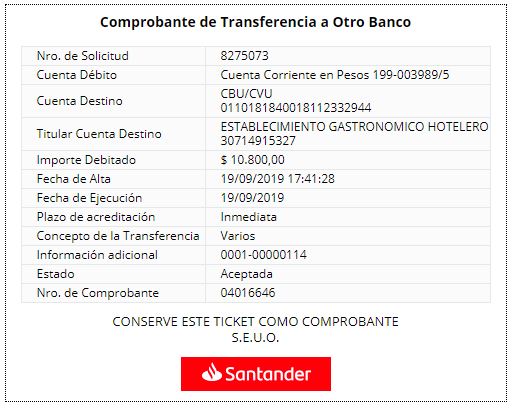 Comprobante de Transferencia a Otro Banco
Nro. de Solicitud 8275073
Cuenta Débito Cuenta Corriente en Pesos 199-003989/5
Cuenta Destino CBU/CVU
0110181840018112332944
Titular Cuenta Destino ESTABLECIMIENTO GASTRONOMICO HOTELERO
30714915327
Importe Debitado $ 10.800,00
Fecha de Alta 19/09/2019 17:41:28
Fecha de Ejecución 19/09/2019
Plazo de acreditación Inmediata
Concepto de la Transferencia Varios
Información adicional 0001-00000114
Estado Aceptada
Nro. de Comprobante 04016646
CONSERVE ESTE TICKET COMO COMPROBANTE
S.E.U.O.
Santander